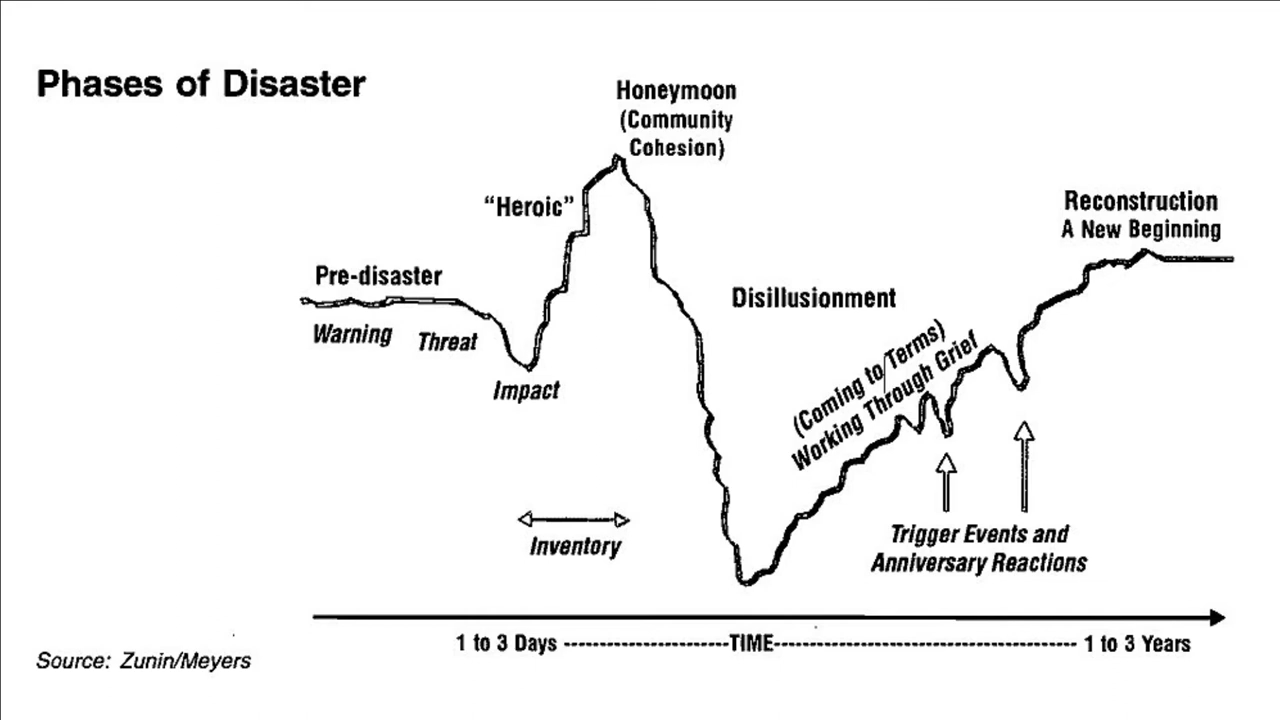 Phases of Disaster
Honeymoon
(Community
Cohesion)
“Heroic”
Pre-disaster
Warning
Threat
Impact
Disillusionment
Reconstruction
A New Beginning
(Coming to Terms)
Working Through Grief
Inventory
Trigger Events and
Anniversary Reactions
1 to 3 Days ----------------------TIME---------------------------------------- 1 to 3 Years
Source: Zunin/Meyers